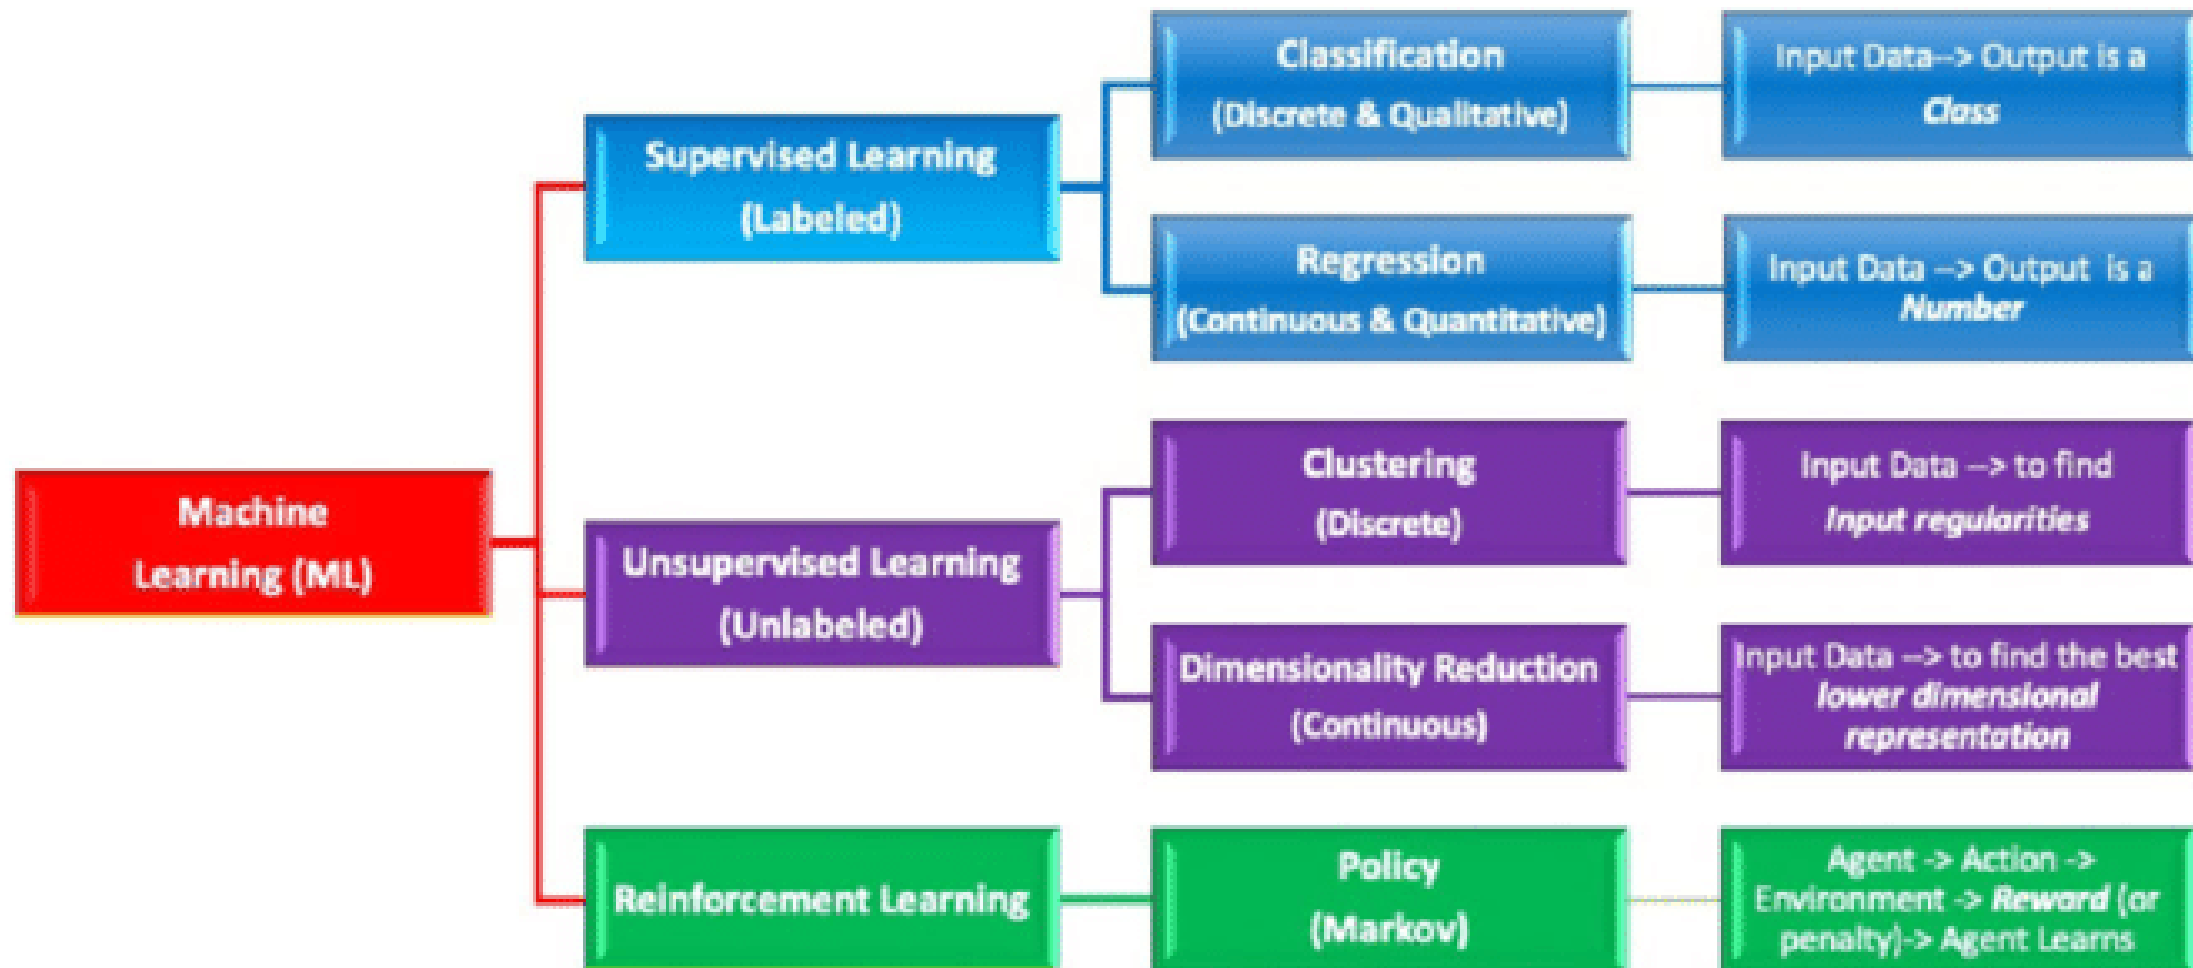 Machine
Learning (ML)
Supervised Learning
(Labeled)
Classification
(Discrete & Qualitative)
Input Data--> Output is a
Class
Regression
(Continuous & Quantitative)
Input Data --> Output is a
Number
Unsupervised Learning
(Unlabeled)
Clustering
(Discrete)
Input Data --> to find
Input regularities
Dimensionality Reduction
(Continuous)
Input Data --> to find the best
lower dimensional
representation
Reinforcement Learning
Policy
(Markov)
Agent -> Action ->
Environment -> Reward (or
penalty)-> Agent Learns